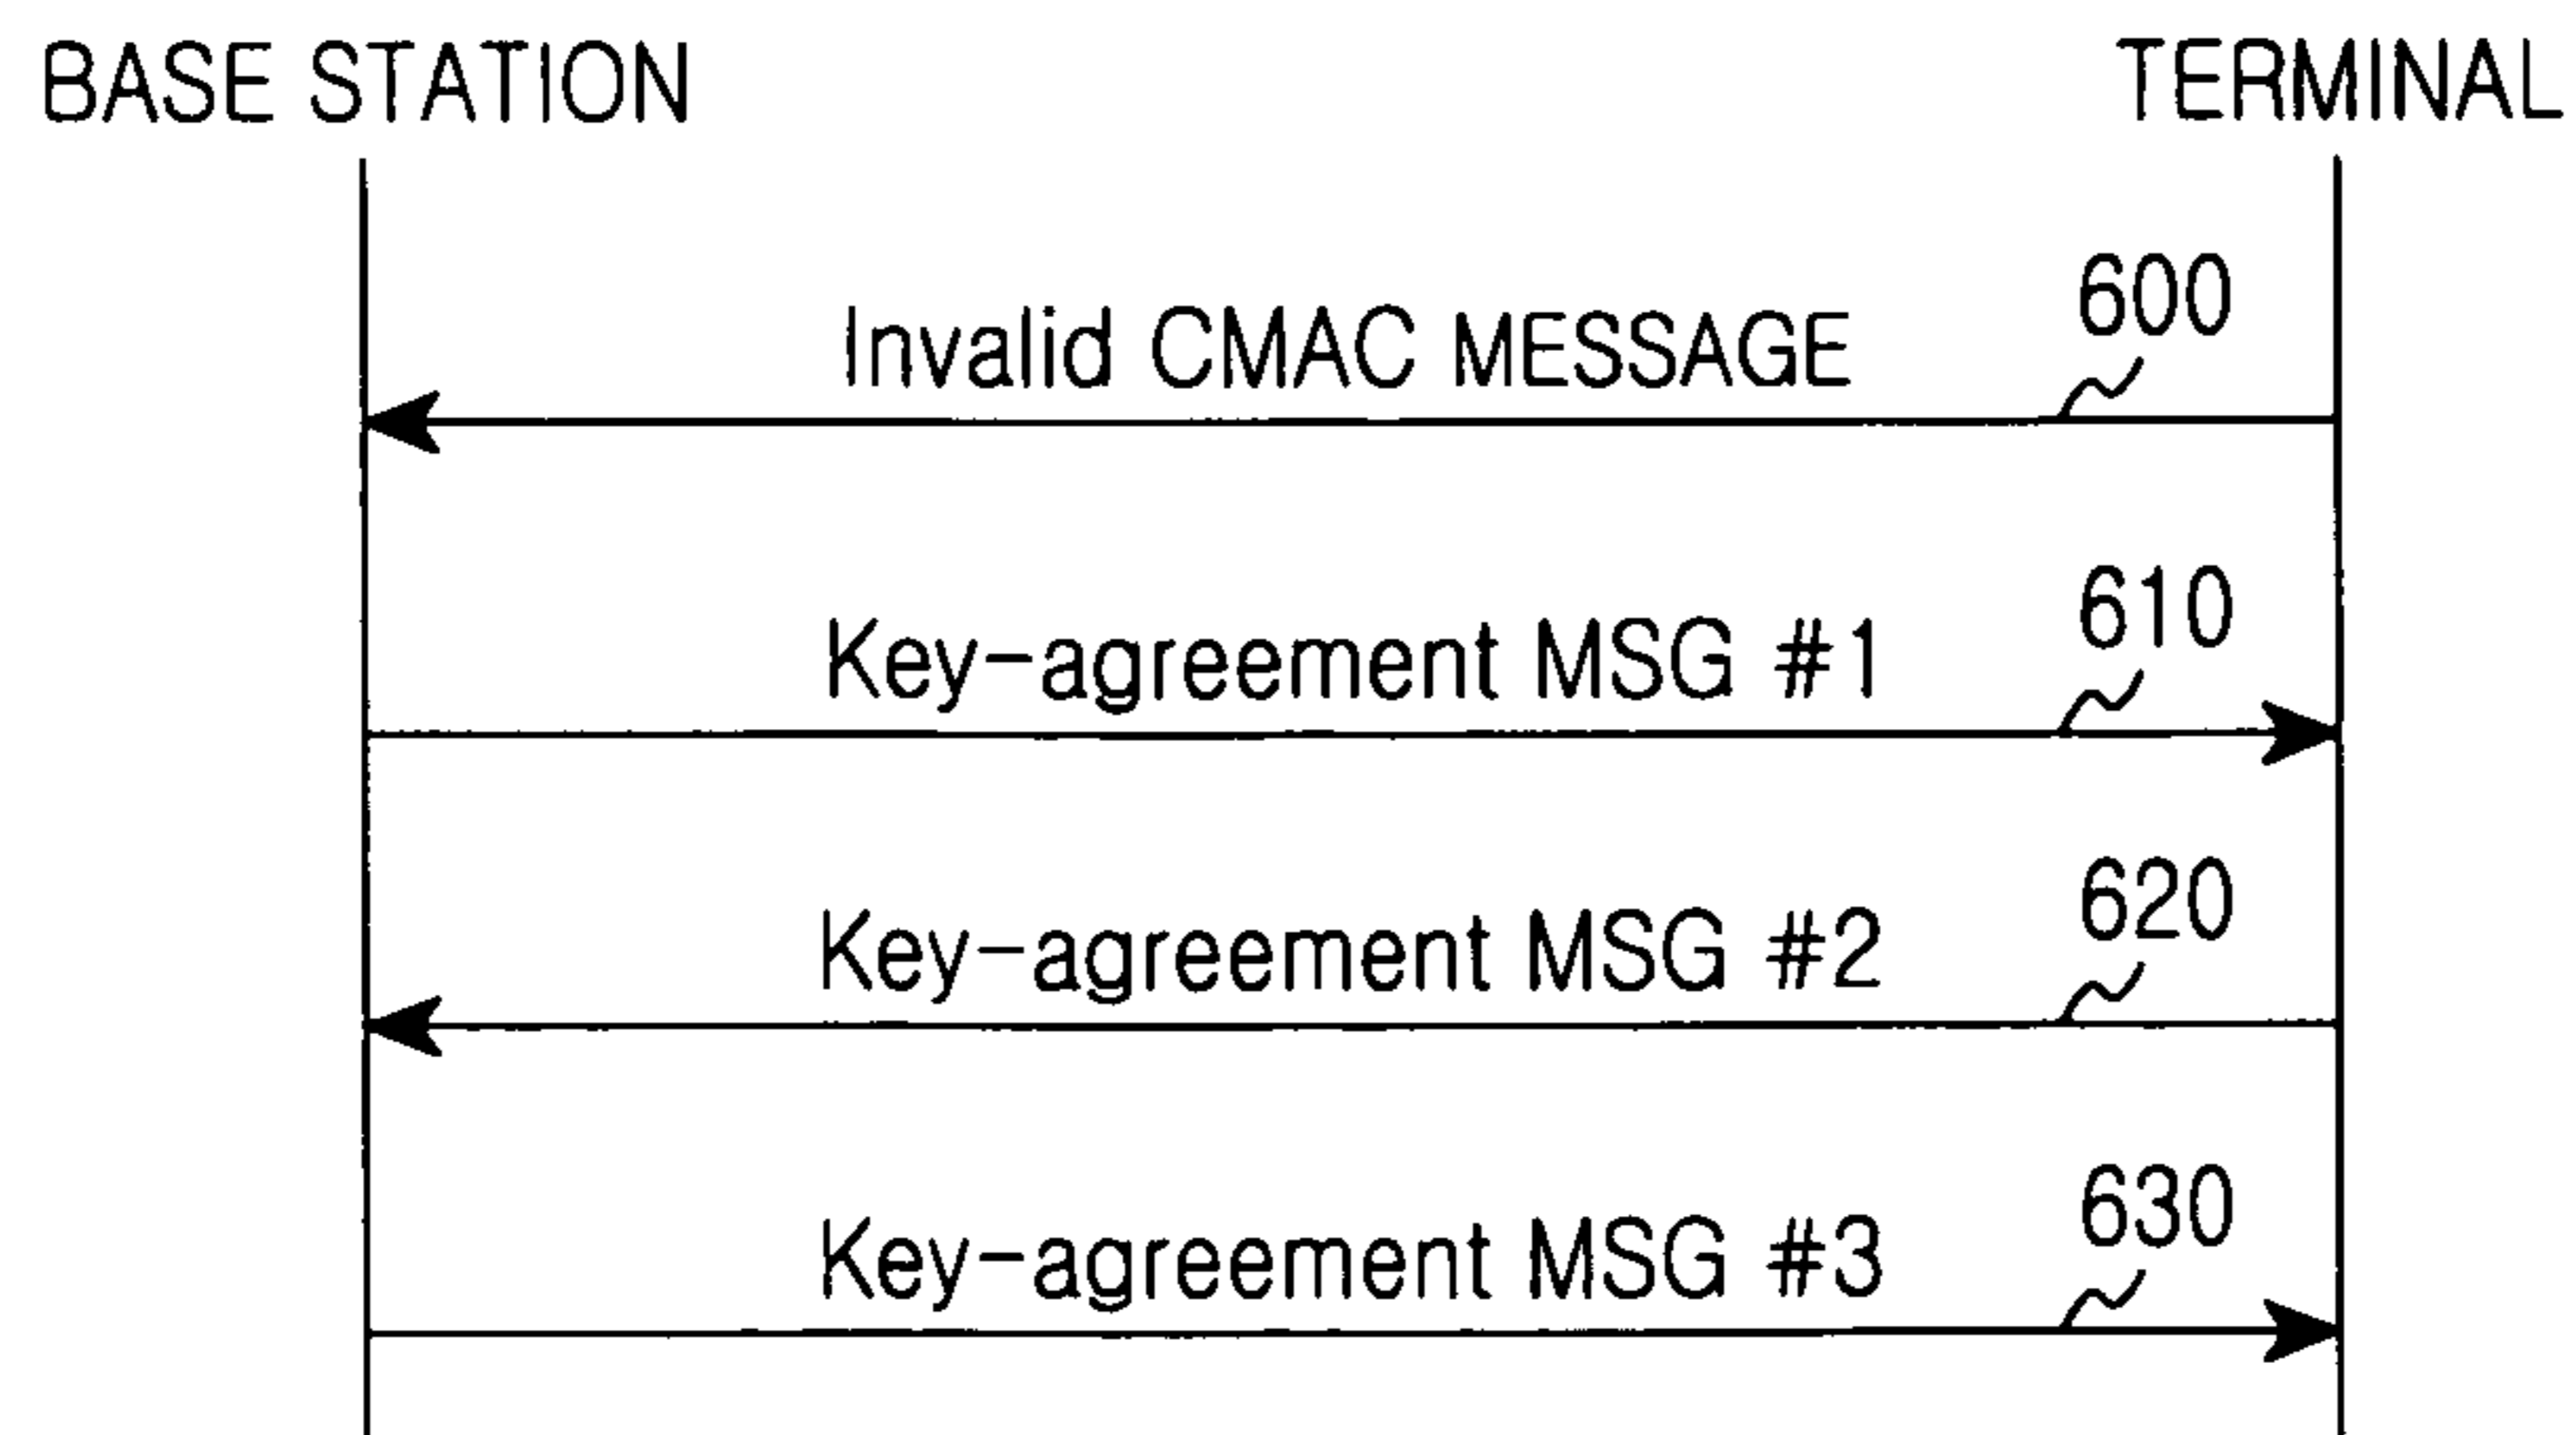 BASE STATION
TERMINAL
600
Invalid CMAC MESSAGE
610
Key-agreement MSG #1
620
Key-agreement MSG #2
630
Key-agreement MSG #3